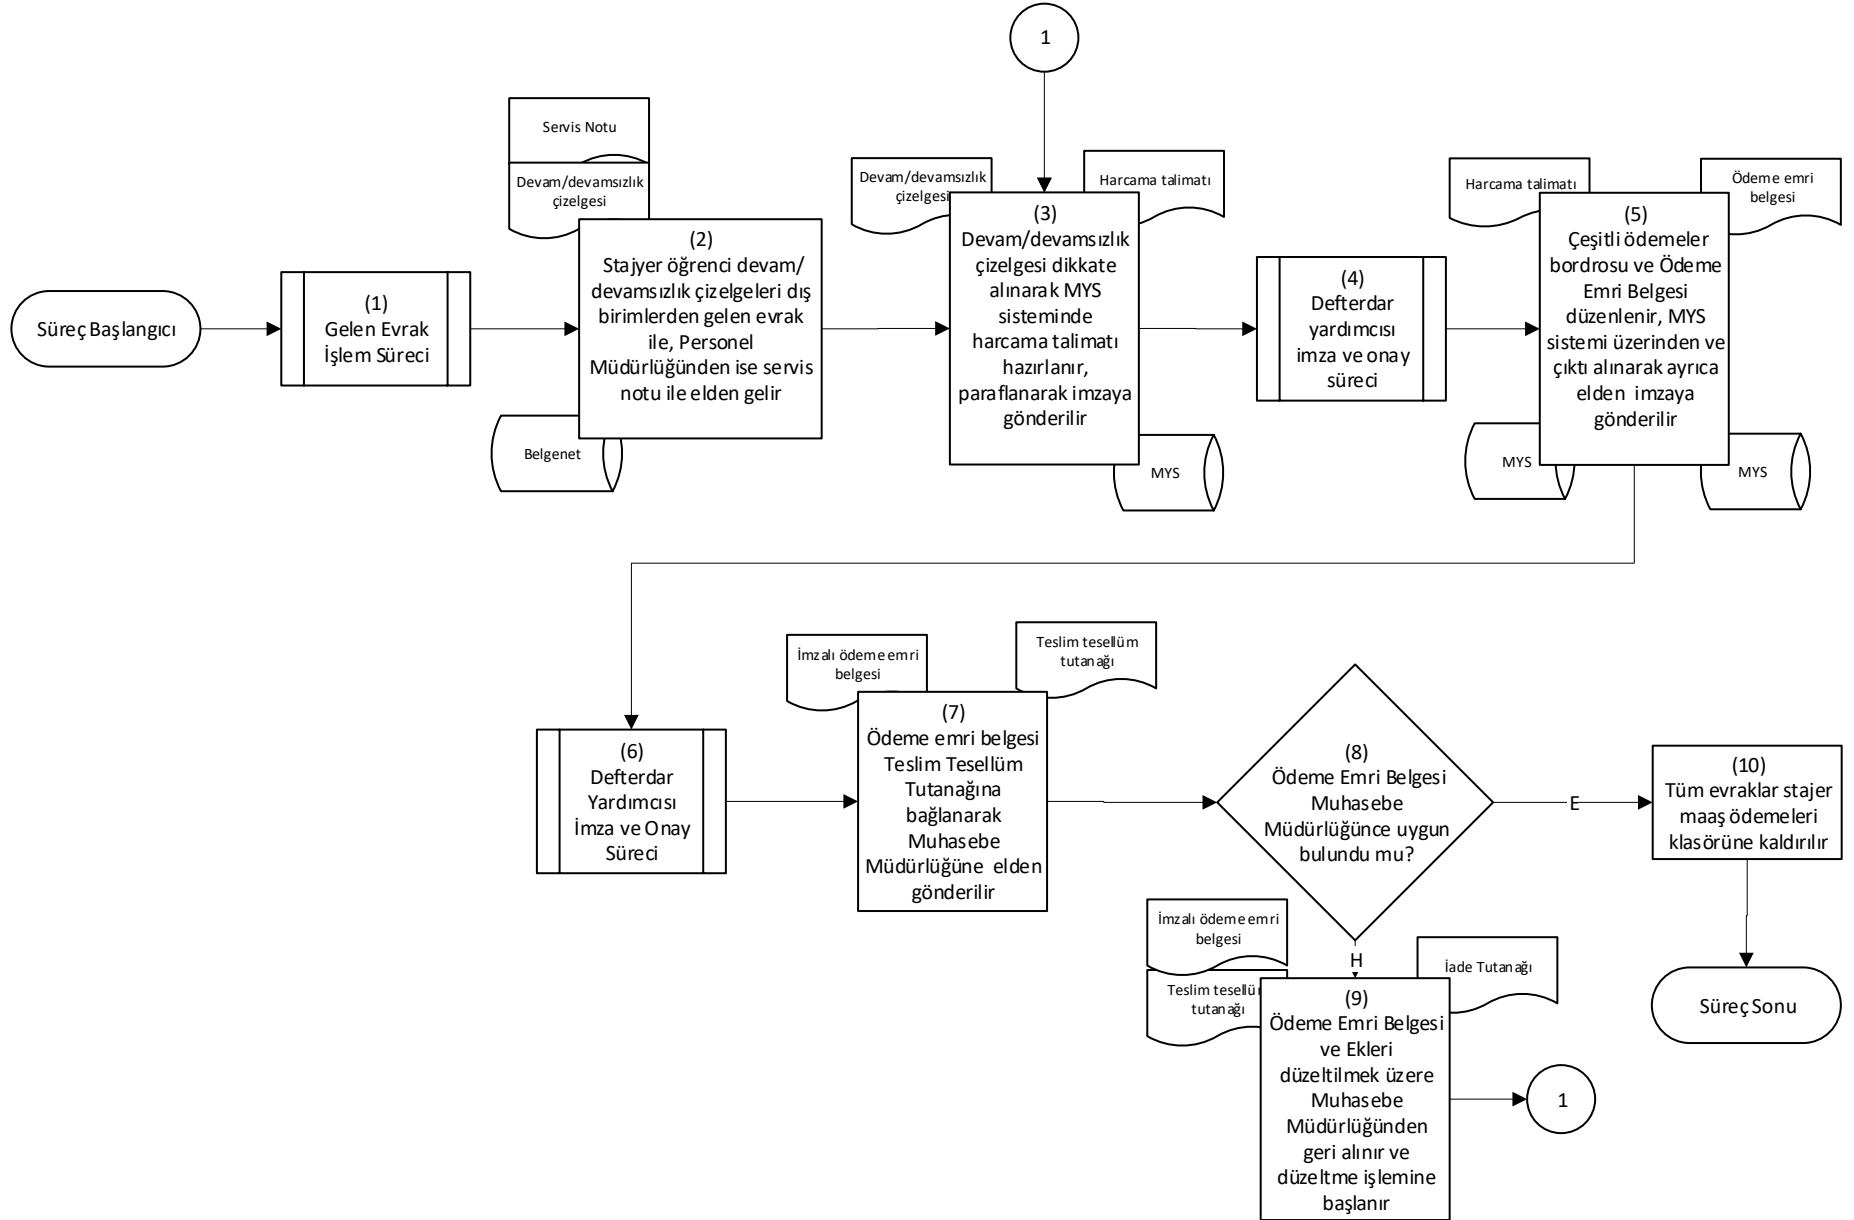 1
Servis Notu
Devam/devamsızlık
çizelgesi
Süreç Başlangıcı
(1)
Gelen Evrak
İşlem Süreci
(2)
Stajyer öğrenci devam/
devamsızlık çizelgeleri dış
birimlerden gelen evrak
ile, Personel
Müdürlüğünden ise servis
notu ile elden gelir
Belgenet
Devam/devamsızlık
çizelgesi
Harcama talimatı
(3)
Devam/devamsızlık
çizelgesi dikkate
alınarak MYS
sisteminde
harcama talimatı
hazırlanır,
paraflanarak imzaya
gönderilir
MYS
(4)
Defterdar
yardımcısı
imza ve onay
süreci
Harcama talimatı
Ödeme emri
belgesi
(5)
Çeşitli ödemeler
bordrosu ve Ödeme
Emri Belgesi
düzenlenir, MYS
sistemi üzerinden ve
çıktı alınarak ayrıca
elden imzaya
gönderilir
MYS
MYS
(6)
Defterdar
Yardımcısı
İmza ve Onay
Süreci
İmzalı ödeme emri
belgesi
Teslim tesellüm
tutanağı
(7)
Ödeme emri belgesi
Teslim Tesellüm
Tutanağına
bağlanarak
Muhasebe
Müdürlüğüne elden
gönderilir
(8)
Ödeme Emri Belgesi
Muhasebe
Müdürlüğünce uygun
bulundu mu?
E
(10)
Tüm evraklar stajer
maaş ödemeleri
klasörüne kaldırılır
Süreç Sonu
H
İmzalı ödeme emri
belgesi
Teslim tesellüm
tutanağı
İade Tutanağı
(9)
Ödeme Emri Belgesi
ve Ekleri
düzeltilmek üzere
Muhasebe
Müdürlüğünden
geri alınır ve
düzeltme işlemine
başlanır
1